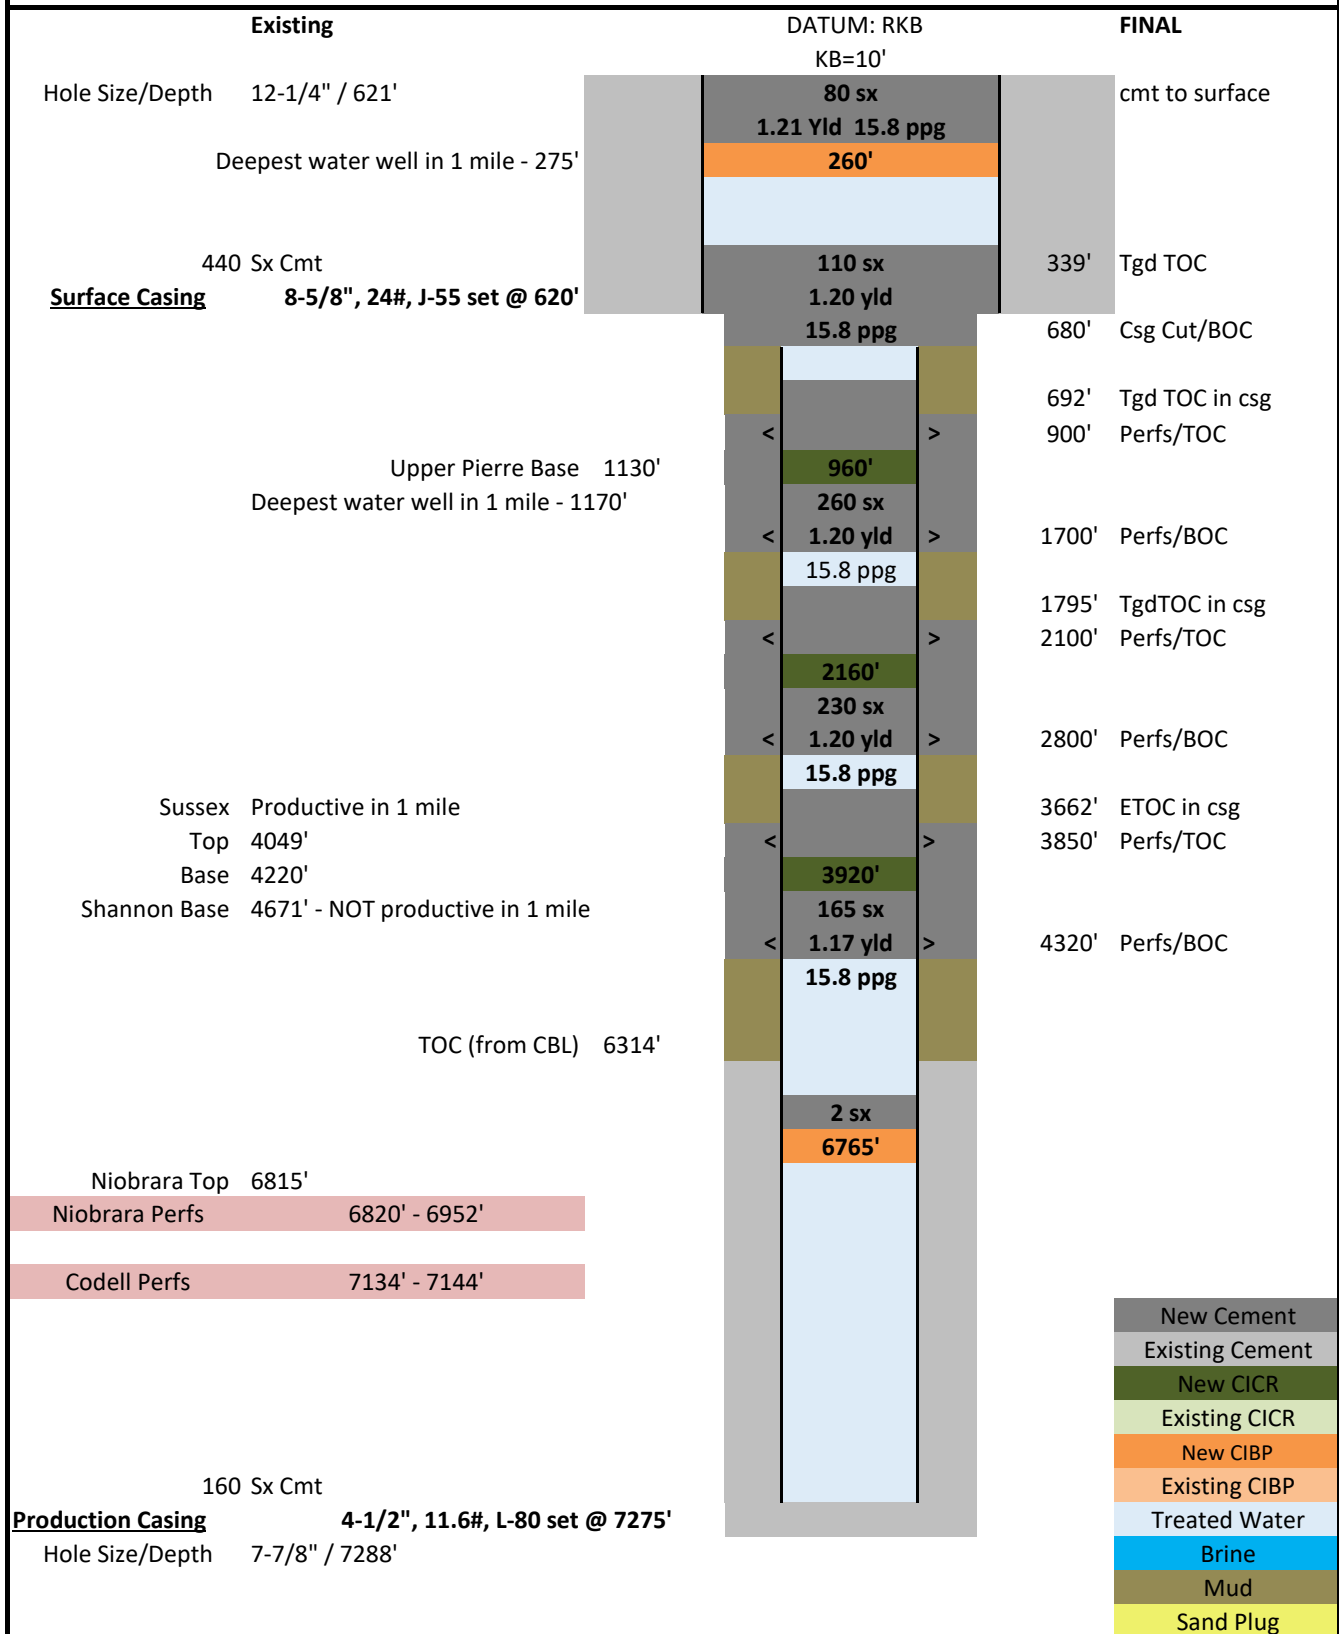 Existing DATUM: RKB FINAL
KB=10'
Hole Size/Depth 12-1/4" / 621' 80 sx cmt to surface
1.21 Yld 15.8 ppg
Deepest water well in 1 mile - 275' 260'
440 Sx Cmt 110 sx 339' Tgd TOC
Surface Casing 8-5/8", 24#, J-55 set @ 620' 1.20 yld
15.8 ppg 680' Csg Cut/BOC
692' Tgd TOC in csg
< > 900' Perfs/TOC
Upper Pierre Base 1130' 960'
Deepest water well in 1 mile - 1170' 260 sx
< 1.20 yld > 1700' Perfs/BOC
15.8 ppg
1795' TgdTOC in csg
< > 2100' Perfs/TOC
2160'
230 sx
< 1.20 yld > 2800' Perfs/BOC
15.8 ppg
Sussex Productive in 1 mile 3662' ETOC in csg
Top 4049' < > 3850' Perfs/TOC
Base 4220' 3920'
Shannon Base 4671' - NOT productive in 1 mile 165 sx
< 1.17 yld > 4320' Perfs/BOC
15.8 ppg
TOC (from CBL) 6314'
2 sx
6765'
Niobrara Top 6815'
Niobrara Perfs 6820' - 6952'
Codell Perfs 7134' - 7144'
New Cement
Existing Cement
New CICR
Existing CICR
New CIBP
160 Sx Cmt Existing CIBP
Production Casing 4-1/2", 11.6#, L-80 set @ 7275' Treated Water
Hole Size/Depth 7-7/8" / 7288' Brine
Mud
Sand Plug